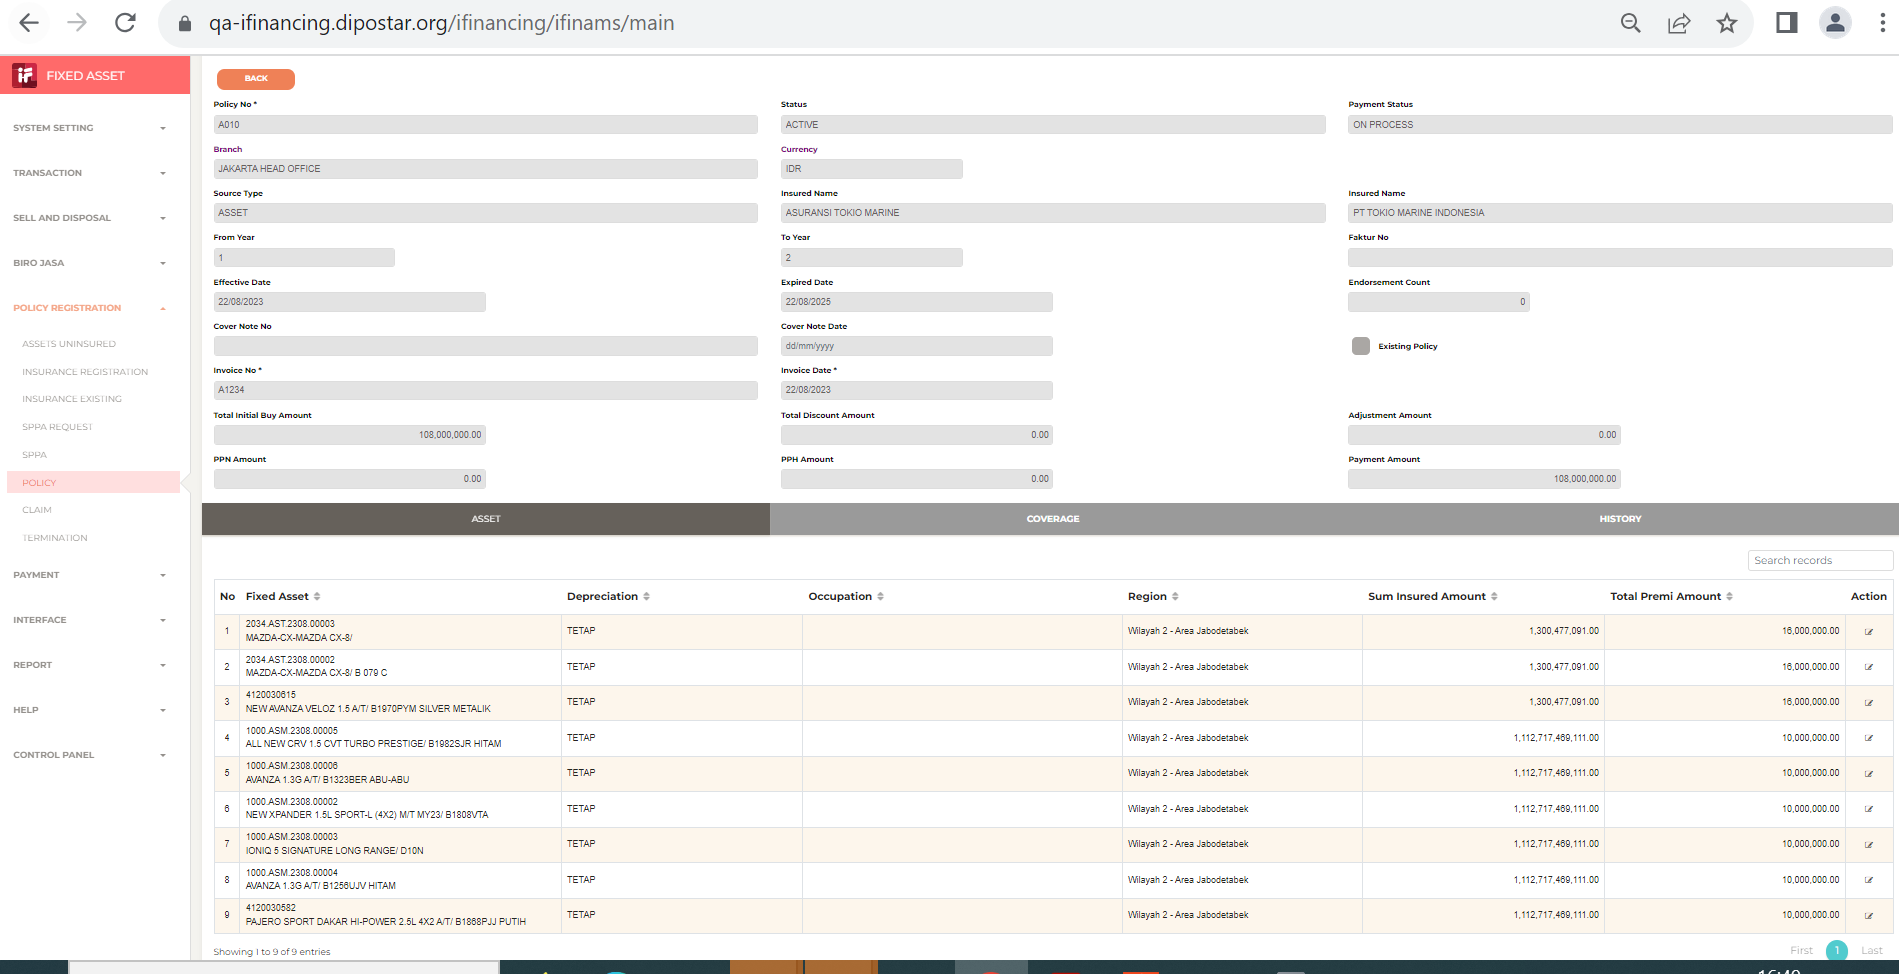 qa-ifinancing.dipostar.org/ifinancing/ifinams/main
iF FIXED ASSET
SYSTEM SETTING
TRANSACTION
SELL AND DISPOSAL
BIRO JASA
POLICY REGISTRATION
ASSETS UNINSURED
INSURANCE REGISTRATION
INSURANCE EXISTING
SPPA REQUEST
SPPA
POLICY
CLAIM
TERMINATION
PAYMENT
INTERFACE
REPORT
HELP
CONTROL PANEL
BACK
Policy No * Status Payment Status
A010 ACTIVE ON PROCESS
Branch Currency
JAKARTA HEAD OFFICE IDR
Source Type Insured Name Insured Name
ASSET ASURANSI TOKIO MARINE PT TOKIO MARINE INDONESIA
From Year To Year Faktur No
1 2
Effective Date Expired Date Endorsement Count
22/08/2023 22/08/2025 0
Cover Note No Cover Note Date
dd/mm/yyyy Existing Policy
Invoice No * Invoice Date *
A1234 22/08/2023
Total Initial Buy Amount Total Discount Amount Adjustment Amount
108,000,000.00 0.00 0.00
PPN Amount PPH Amount Payment Amount
0.00 0.00 108,000,000.00
ASSET COVERAGE HISTORY
Search records
No Fixed Asset Depreciation Occupation Region Sum Insured Amount Total Premi Amount Action
1 2034.AST.2308.00003 TETAP Wilayah 2 - Area Jabodetabek 1,300,477,091.00 16,000,000.00
MAZDA-CX-MAZDA CX-8/
2 2034.AST.2308.00002 TETAP Wilayah 2 - Area Jabodetabek 1,300,477,091.00 16,000,000.00
MAZDA-CX-MAZDA CX-8/ B 079 C
3 4120030615 TETAP Wilayah 2 - Area Jabodetabek 1,300,477,091.00 16,000,000.00
NEW AVANZA VELOZ 1.5 A/T/ B1970PYM SILVER METALIK
4 1000.ASM.2308.00005 TETAP Wilayah 2 - Area Jabodetabek 1,112,717,469,111.00 10,000,000.00
ALL NEW CRV 1.5 CVT TURBO PRESTIGE/ B1982SJR HITAM
5 1000.ASM.2308.00006 TETAP Wilayah 2 - Area Jabodetabek 1,112,717,469,111.00 10,000,000.00
AVANZA 1.3G A/T/ B1323BER ABU-ABU
6 1000.ASM.2308.00002 TETAP Wilayah 2 - Area Jabodetabek 1,112,717,469,111.00 10,000,000.00
NEW XPANDER 1.5L SPORT-L (4X2) M/T MY23/ B1808VTA
7 1000.ASM.2308.00003 TETAP Wilayah 2 - Area Jabodetabek 1,112,717,469,111.00 10,000,000.00
IONIQ 5 SIGNATURE LONG RANGE/ D10N
8 1000.ASM.2308.00004 TETAP Wilayah 2 - Area Jabodetabek 1,112,717,469,111.00 10,000,000.00
AVANZA 1.3G A/T/ B1256UJV HITAM
9 4120030582 TETAP Wilayah 2 - Area Jabodetabek 1,112,717,469,111.00 10,000,000.00
PAJERO SPORT DAKAR HI-POWER 2.5L 4X2 A/T/ B1868PJJ PUTIH
Showing 1 to 9 of 9 entries First 1 Last